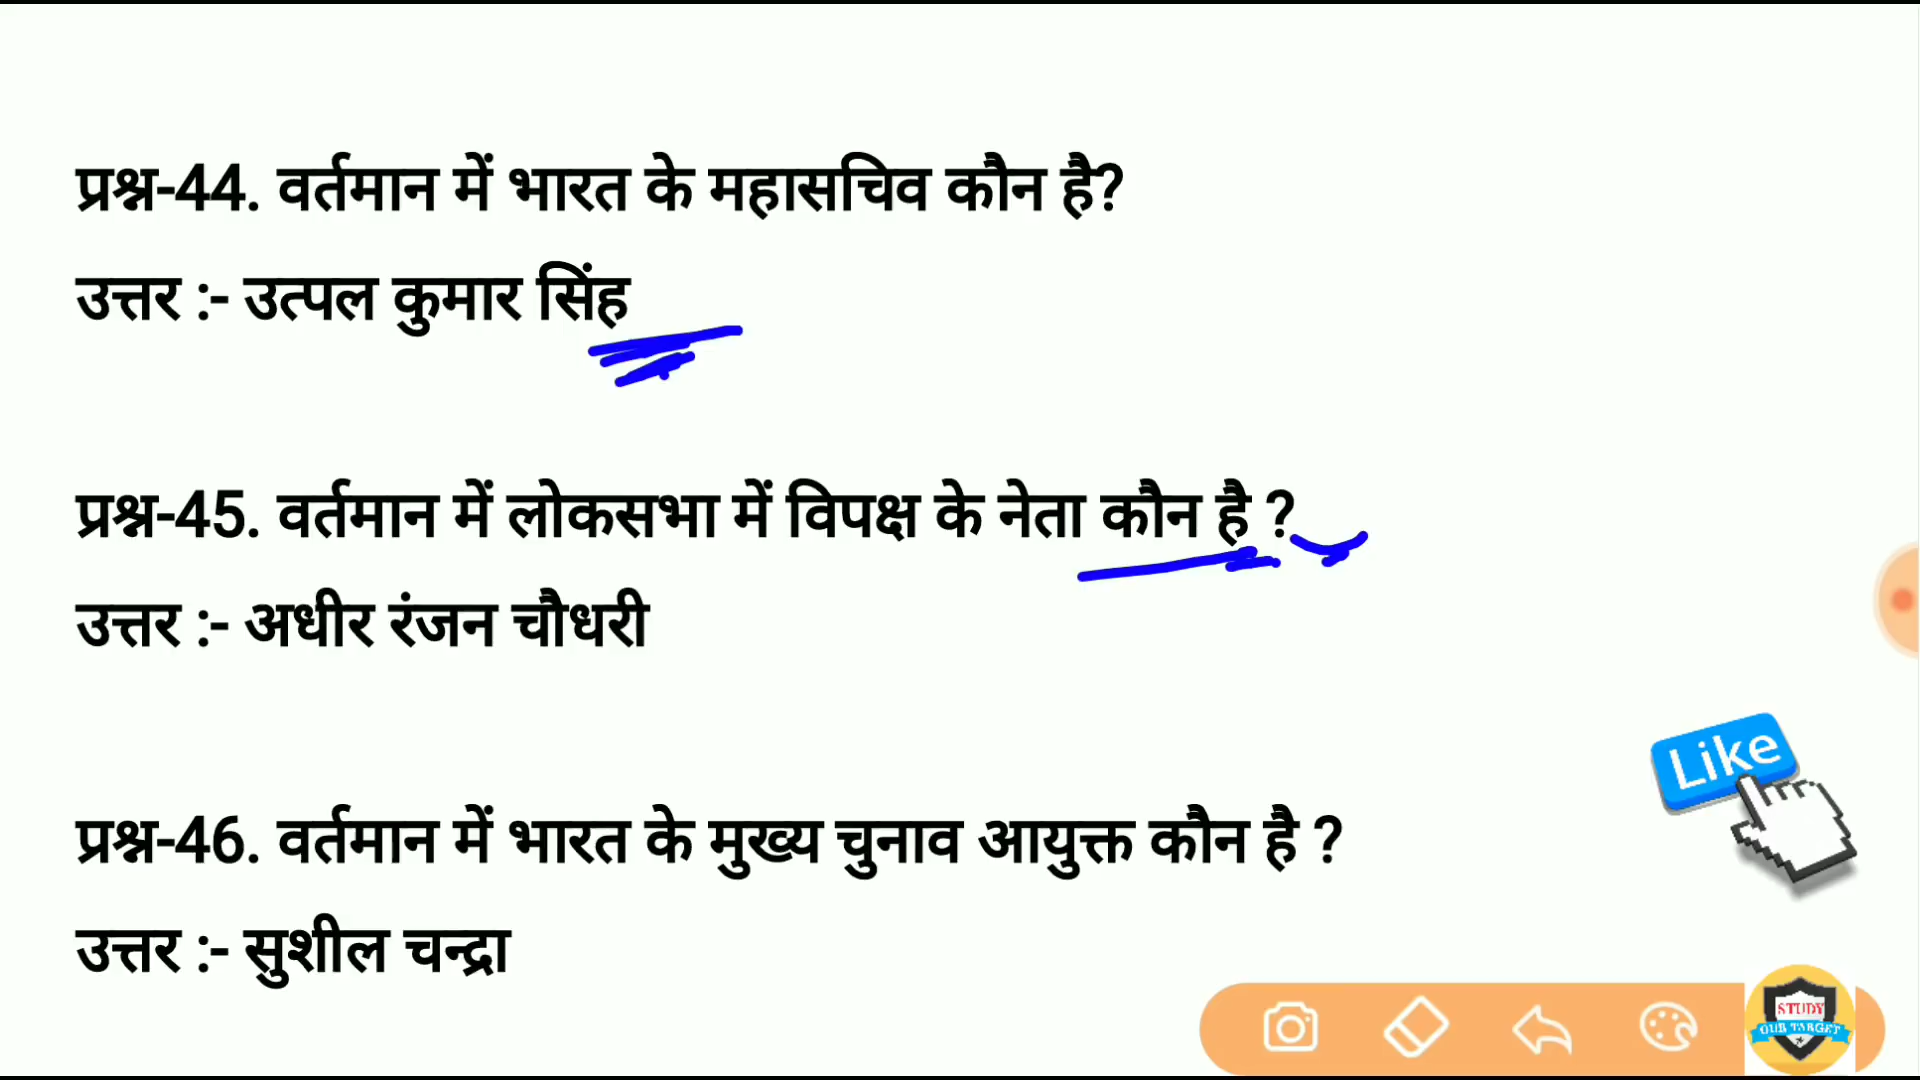 प्रश्न-44. वर्तमान में भारत के महासचिव कौन है?
उत्तर :- उत्पल कुमार सिंह
प्रश्न-45. वर्तमान में लोकसभा में विपक्ष के नेता कौन है ?
उत्तर :- अधीर रंजन चौधरी
Like
प्रश्न-46. वर्तमान में भारत के मुख्य चुनाव आयुक्त कौन है ?
उत्तर :- सुशील चन्द्रा
STUDY
OUR TARGET